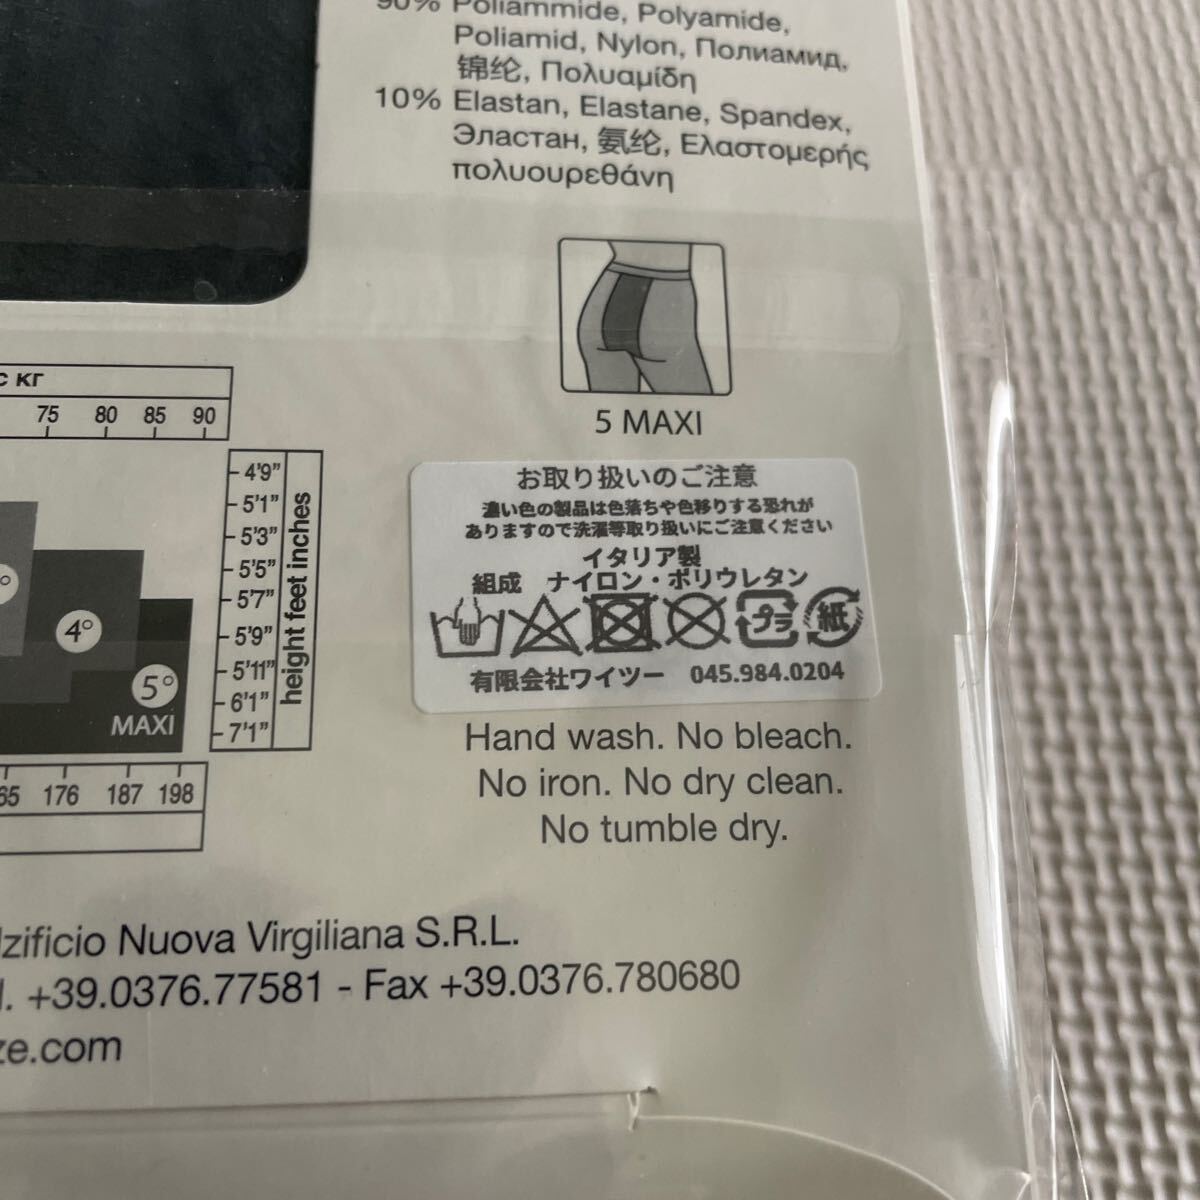 90% Poliammide, Polyamide,
Poliamid, Nylon, Полиамид,
锦纶, Πολυαμίδη
10% Elastan, Elastane, Spandex,
Эластан, 氨纶, Ελαστομερής
πολυουρεθάνη
5 MAXI
КГ
75 80 85 90
4'9"
5'1"
5'3"
5'5"
5'7"
5'9"
5'11"
6'1"
7'1"
height feet inches
4°
5°
MAXI
176 187 198
お取り扱いのご注意
濃い色の製品は色落ちや色移りする恐れが
ありますので洗濯等取り扱いにご注意ください
イタリア製
組成 ナイロン・ポリウレタン
プラ 紙
有限会社ワイツー 045.984.0204
Hand wash. No bleach.
No iron. No dry clean.
No tumble dry.
lzificio Nuova Virgiliana S.R.L.
l. +39.0376.77581 - Fax +39.0376.780680
ze.com